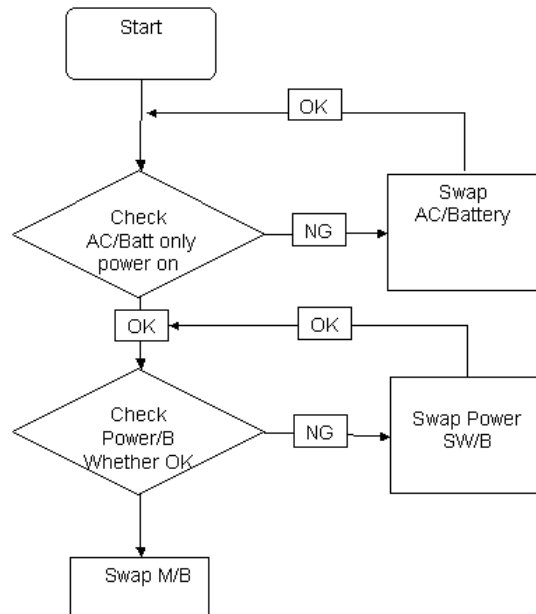 Start
OK
Swap
AC/Battery
Check
AC/Batt only
power on
NG
OK
OK
Check
Power/B
Whether OK
NG
Swap Power
SW/B
Swap M/B